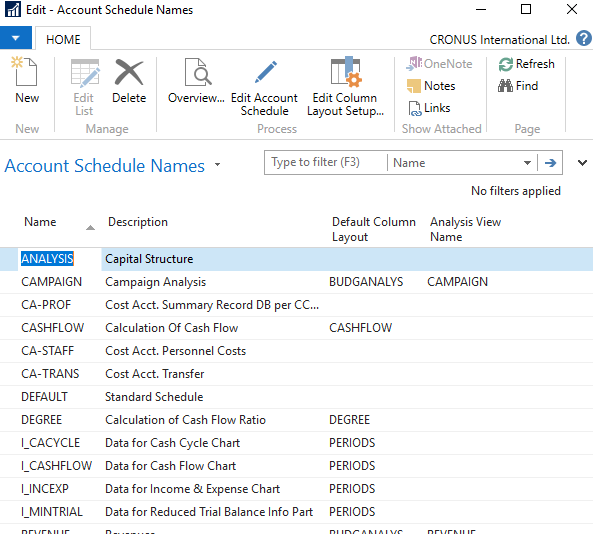 Edit - Account Schedule Names
HOME
CRONUS International Ltd.
New
Edit List
Delete
Overview...
Edit Account Schedule
Edit Column Layout Setup...
OneNote
Notes
Links
Refresh
Find
New
Manage
Process
Show Attached
Page
Account Schedule Names
Type to filter (F3)
Name
No filters applied
Name Description Default Column Layout Analysis View Name
ANALYSIS Capital Structure
CAMPAIGN Campaign Analysis BUDGANALYS CAMPAIGN
CA-PROF Cost Acct. Summary Record DB per CC...
CASHFLOW Calculation Of Cash Flow CASHFLOW
CA-STAFF Cost Acct. Personnel Costs
CA-TRANS Cost Acct. Transfer
DEFAULT Standard Schedule
DEGREE Calculation of Cash Flow Ratio DEGREE
I_CACYCLE Data for Cash Cycle Chart PERIODS
I_CASHFLOW Data for Cash Flow Chart PERIODS
I_INCEXP Data for Income & Expense Chart PERIODS
I_MINTRIAL Data for Reduced Trial Balance Info Part PERIODS
REVENUE Revenues BUDGANALYS REVENUE